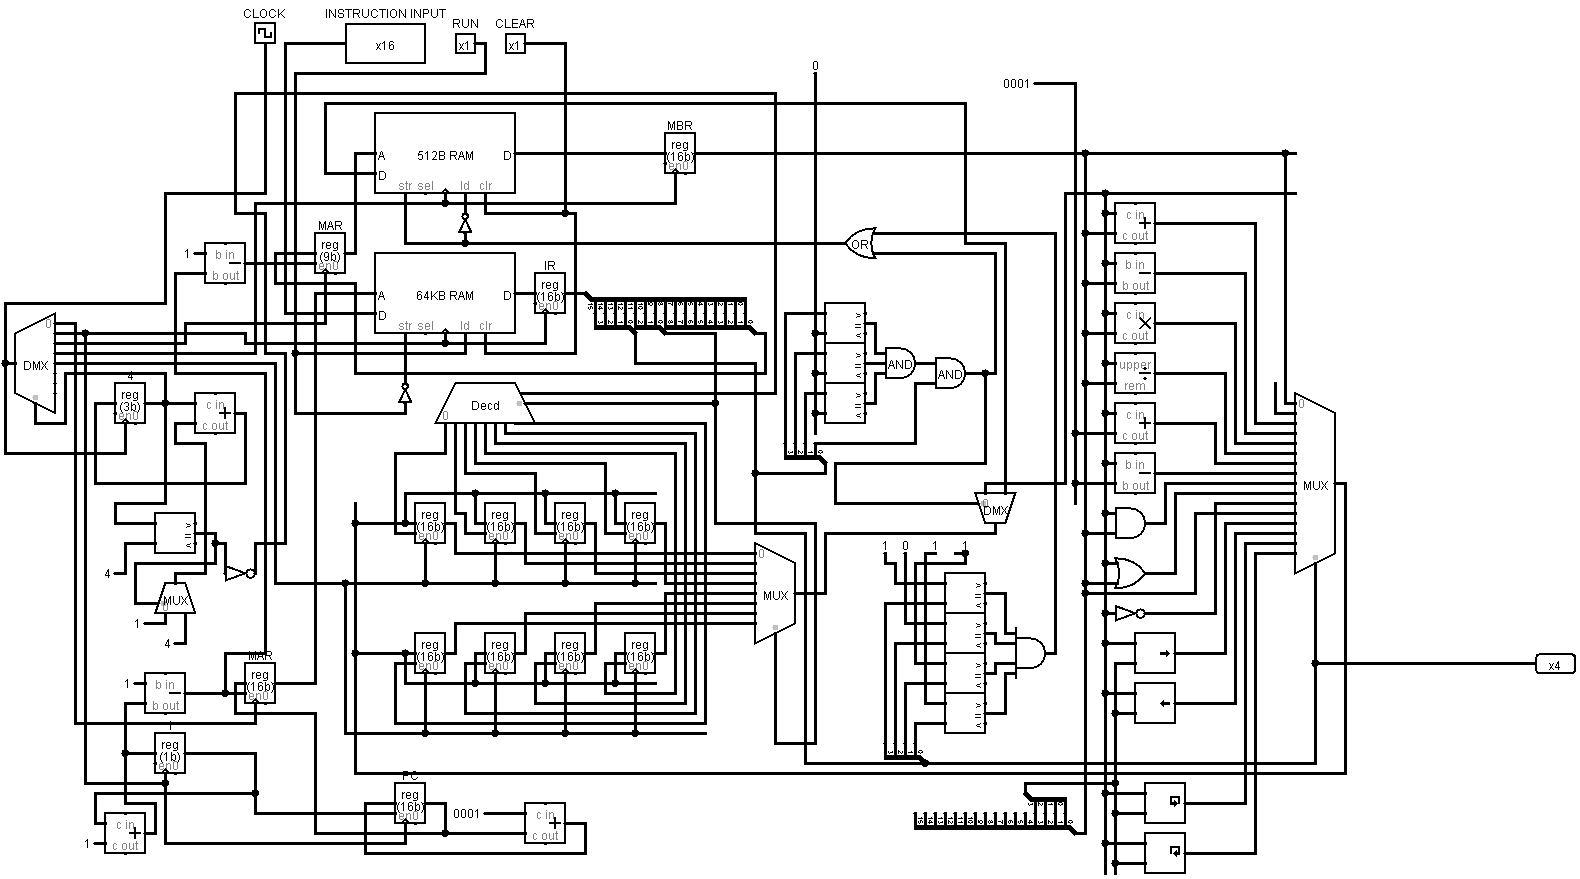 CLOCK
INSTRUCTION INPUT
RUN
CLEAR
x16
x1
x1
0
0001
MBR
reg
(16b)
en0
A
512B RAM
D
D
str sel
ld
clr
MAR
reg
(9b)
en0
1
b in
b out
A
64KB RAM
D
D
str sel
ld
clr
IR
reg
(16b)
en0
OR
c in
+
c out
b in
−
b out
c in
×
c out
upper
÷
rem
c in
+
c out
b in
−
b out
0
DMX
4
reg
(3b)
c in
+
c out
Decd
0
AND
AND
0
MUX
DMX
0
reg
(16b)
en0
reg
(16b)
en0
reg
(16b)
en0
reg
(16b)
en0
0
MUX
1
0
1
1
4
MUX
0
1
4
reg
(16b)
en0
reg
(16b)
en0
reg
(16b)
en0
reg
(16b)
en0
MAR
reg
(16b)
en0
1
b in
−
b out
x4
1
reg
(1b)
en0
PC
reg
(16b)
en0
0001
c in
+
c out
1
c in
+
c out